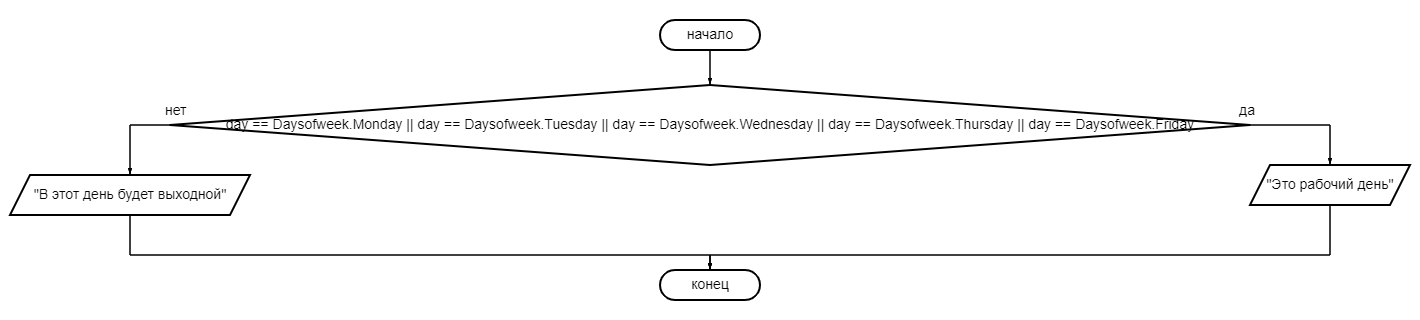 начало
нет
да
day == Daysofweek.Monday || day == Daysofweek.Tuesday || day == Daysofweek.Wednesday || day == Daysofweek.Thursday || day == Daysofweek.Friday
"В этот день будет выходной"
"Это рабочий день"
конец